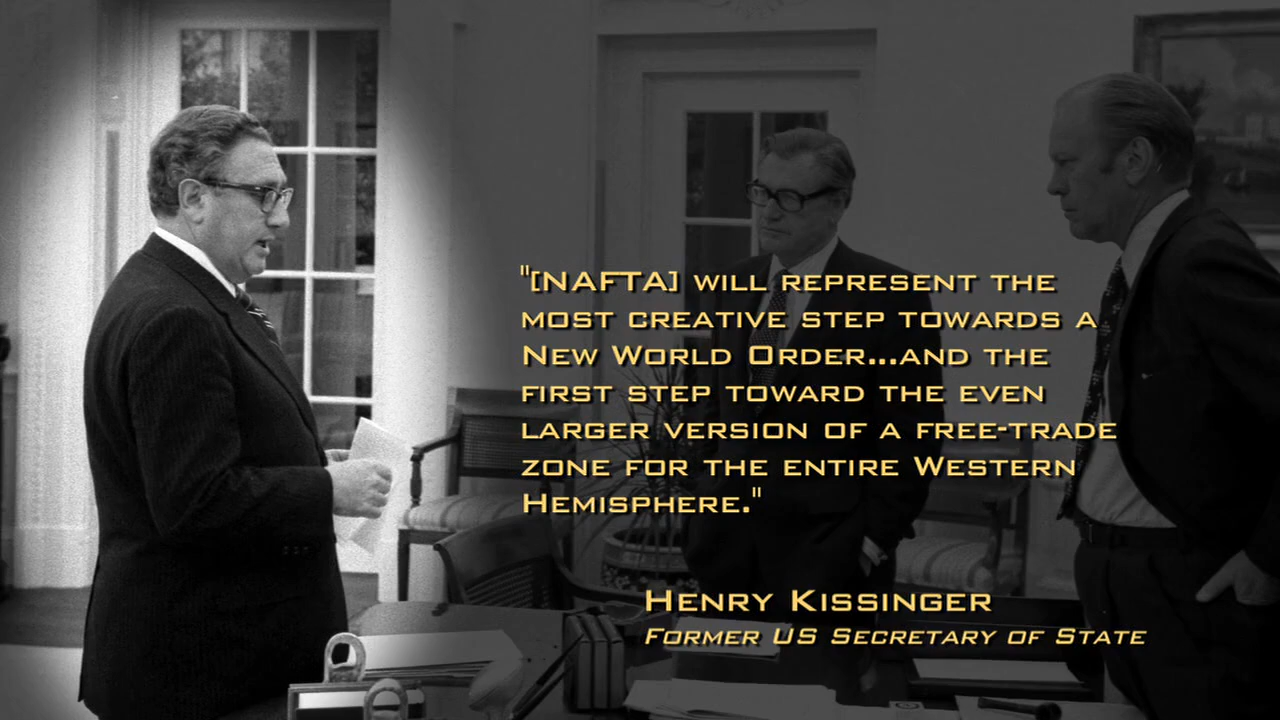 "[NAFTA] will represent the
most creative step towards a
New World Order...and the
first step toward the even
larger version of a free-trade
zone for the entire Western
Hemisphere."
Henry Kissinger
Former US Secretary of State